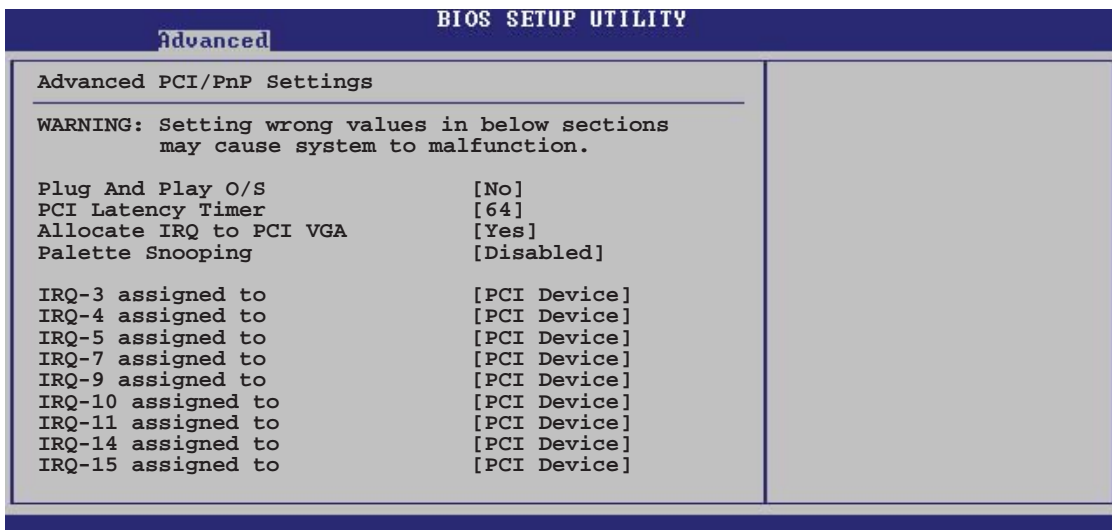 BIOS SETUP UTILITY
Advanced
Advanced PCI/PnP Settings
WARNING: Setting wrong values in below sections
may cause system to malfunction.
Plug And Play O/S [No]
PCI Latency Timer [64]
Allocate IRQ to PCI VGA [Yes]
Palette Snooping [Disabled]
IRQ-3 assigned to [PCI Device]
IRQ-4 assigned to [PCI Device]
IRQ-5 assigned to [PCI Device]
IRQ-7 assigned to [PCI Device]
IRQ-9 assigned to [PCI Device]
IRQ-10 assigned to [PCI Device]
IRQ-11 assigned to [PCI Device]
IRQ-14 assigned to [PCI Device]
IRQ-15 assigned to [PCI Device]